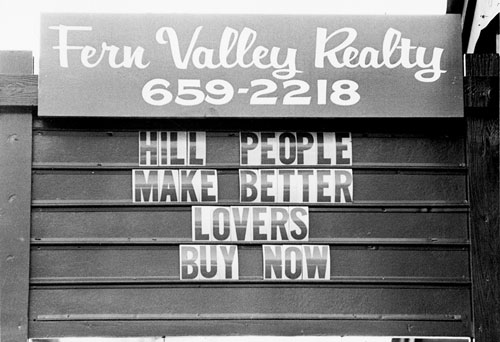 Fern Valley Realty
659-2218
HILL PEOPLE
MAKE BETTER
LOVERS
BUY NOW